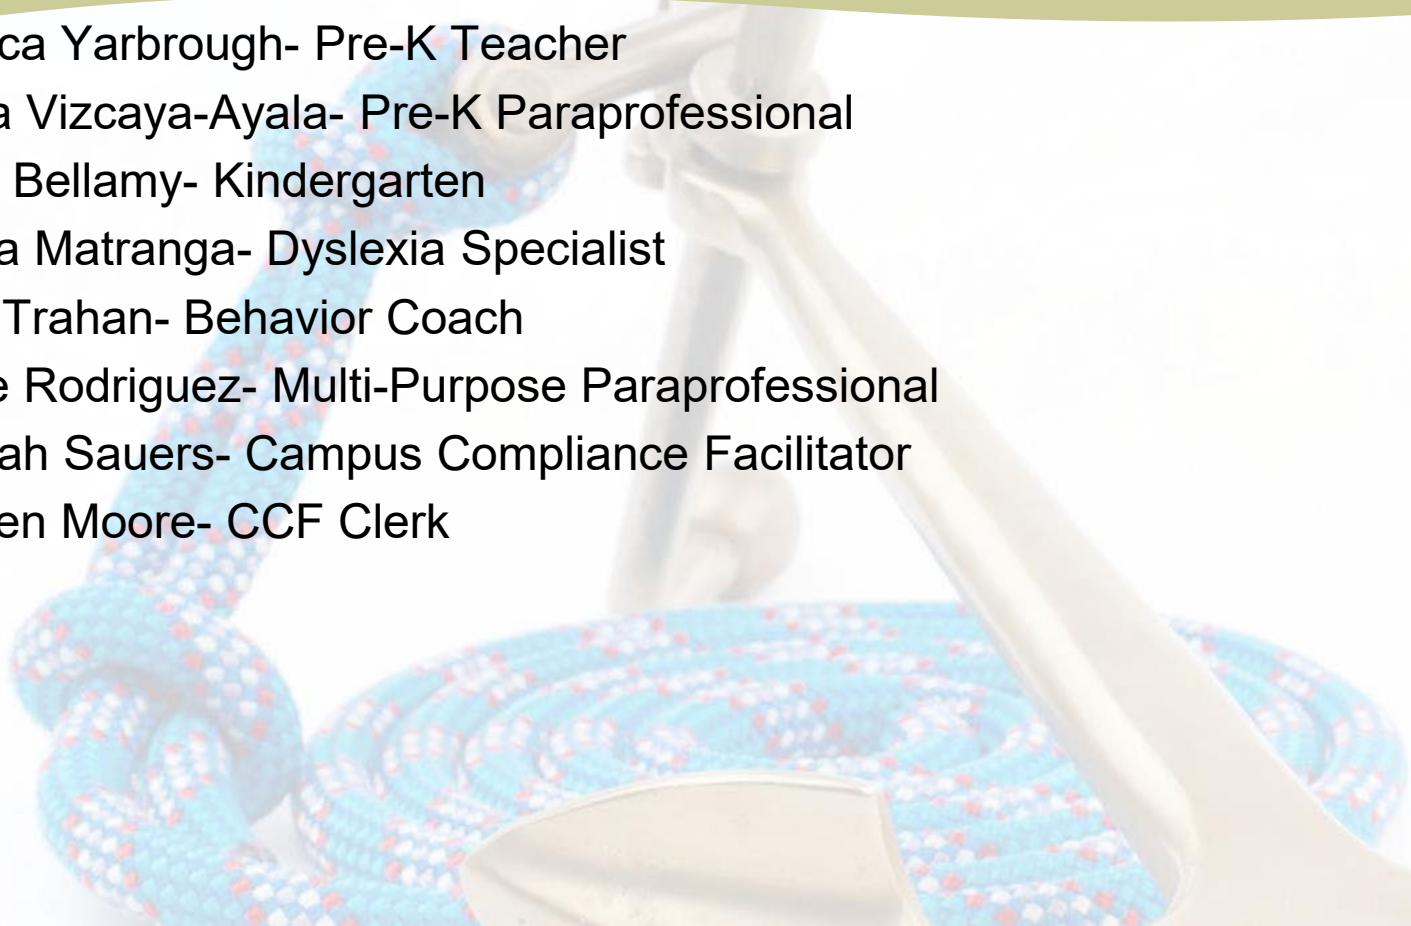 ca Yarbrough- Pre-K Teacher
a Vizcaya-Ayala- Pre-K Paraprofessional
Bellamy- Kindergarten
a Matranga- Dyslexia Specialist
Trahan- Behavior Coach
e Rodriguez- Multi-Purpose Paraprofessional
ah Sauers- Campus Compliance Facilitator
en Moore- CCF Clerk